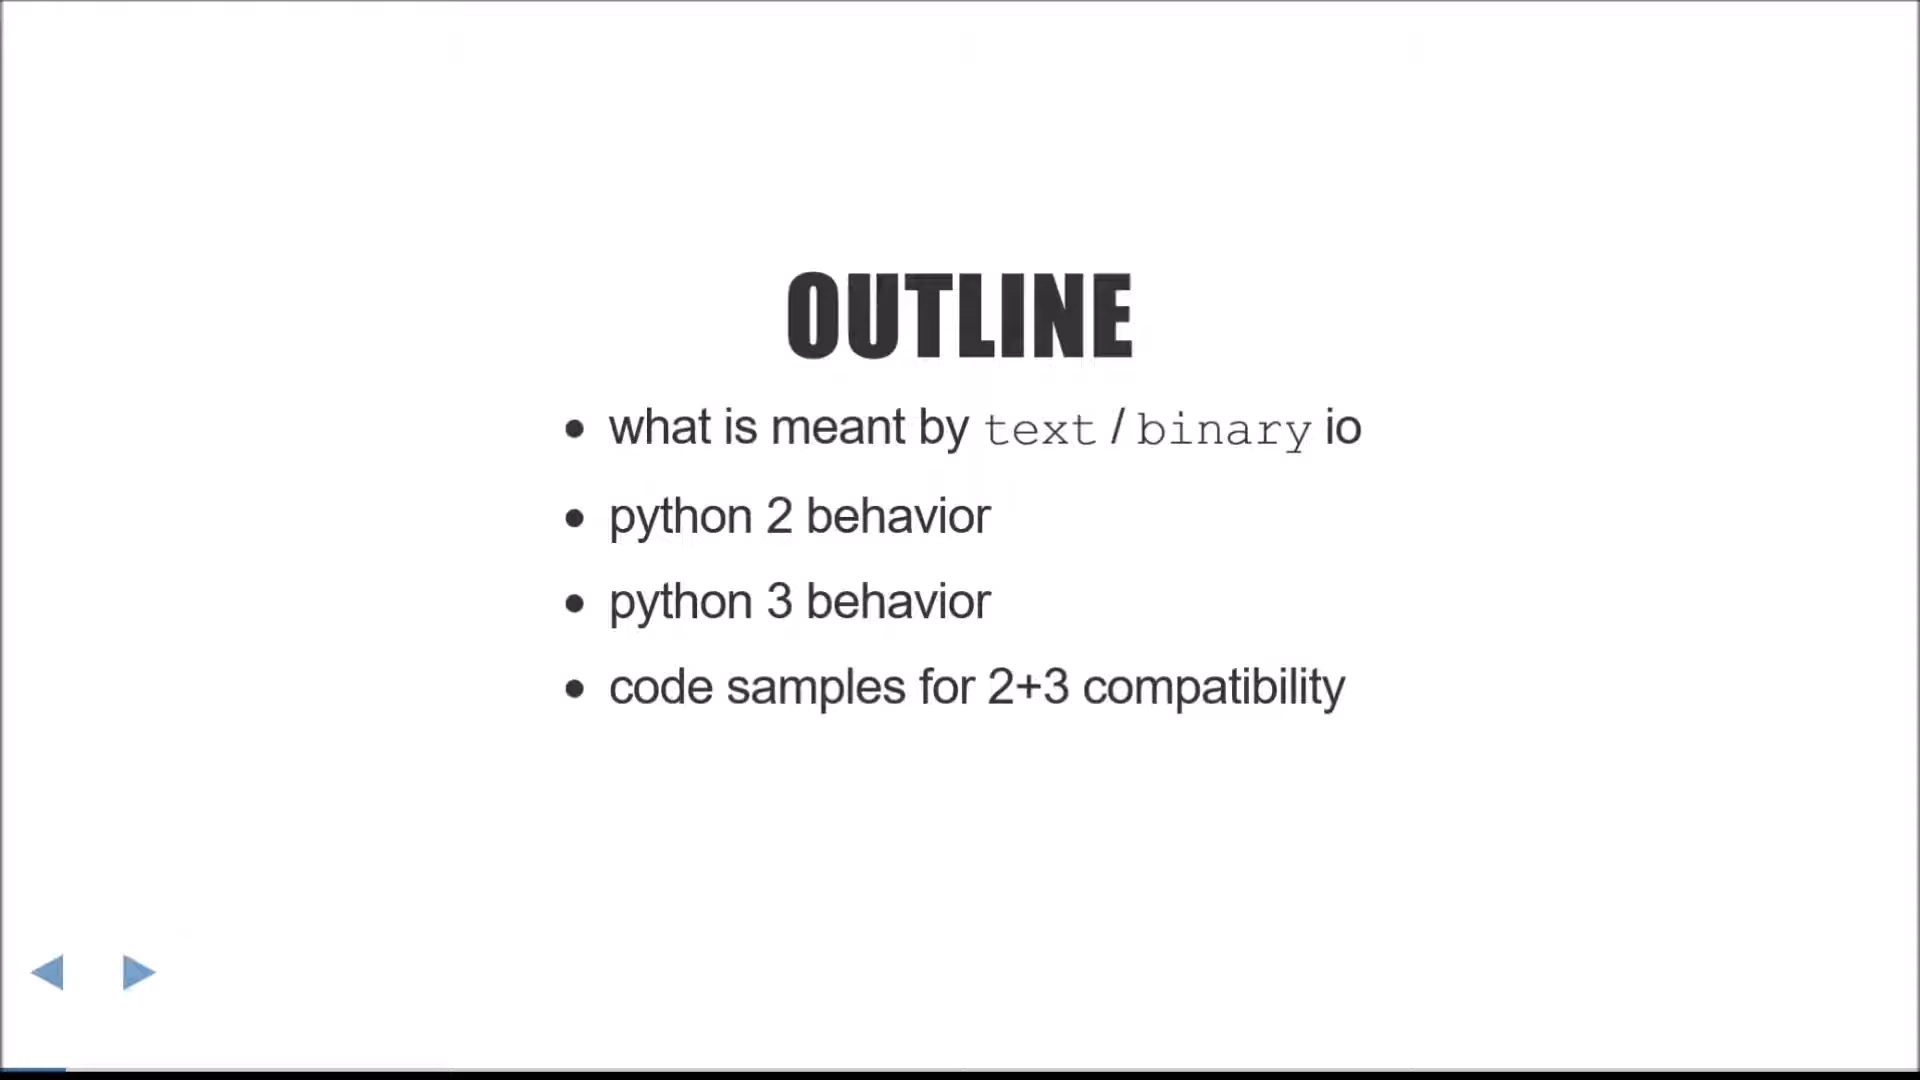 OUTLINE
what is meant by text / binary io
python 2 behavior
python 3 behavior
code samples for 2+3 compatibility